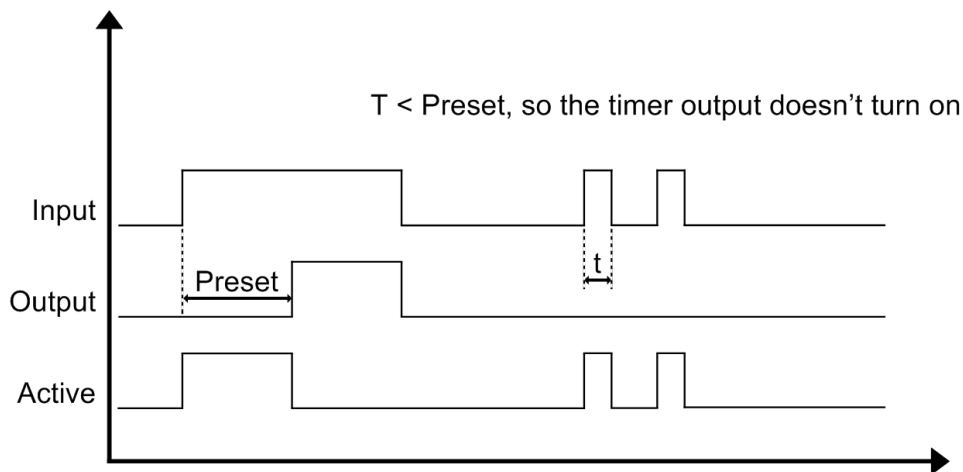 T < Preset, so the timer output doesn’t turn on
Input
Preset
t
Output
Active